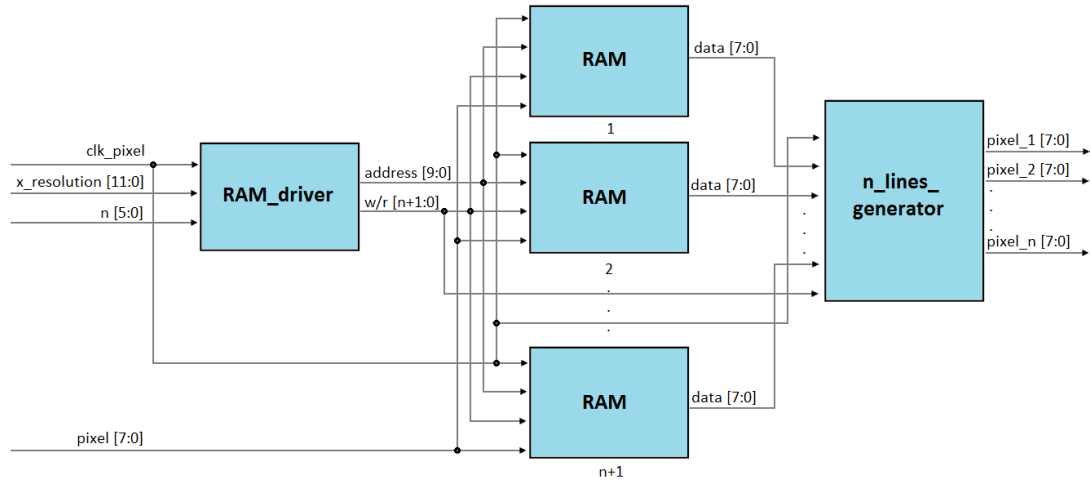 clk_pixel
x_resolution [11:0]
n [5:0]
pixel [7:0]
RAM_driver
address [9:0]
w/r [n+1:0]
RAM
1
RAM
2
.
.
.
RAM
n+1
data [7:0]
data [7:0]
data [7:0]
.
.
.
.
n_lines_
generator
pixel_1 [7:0]
pixel_2 [7:0]
.
.
.
pixel_n [7:0]